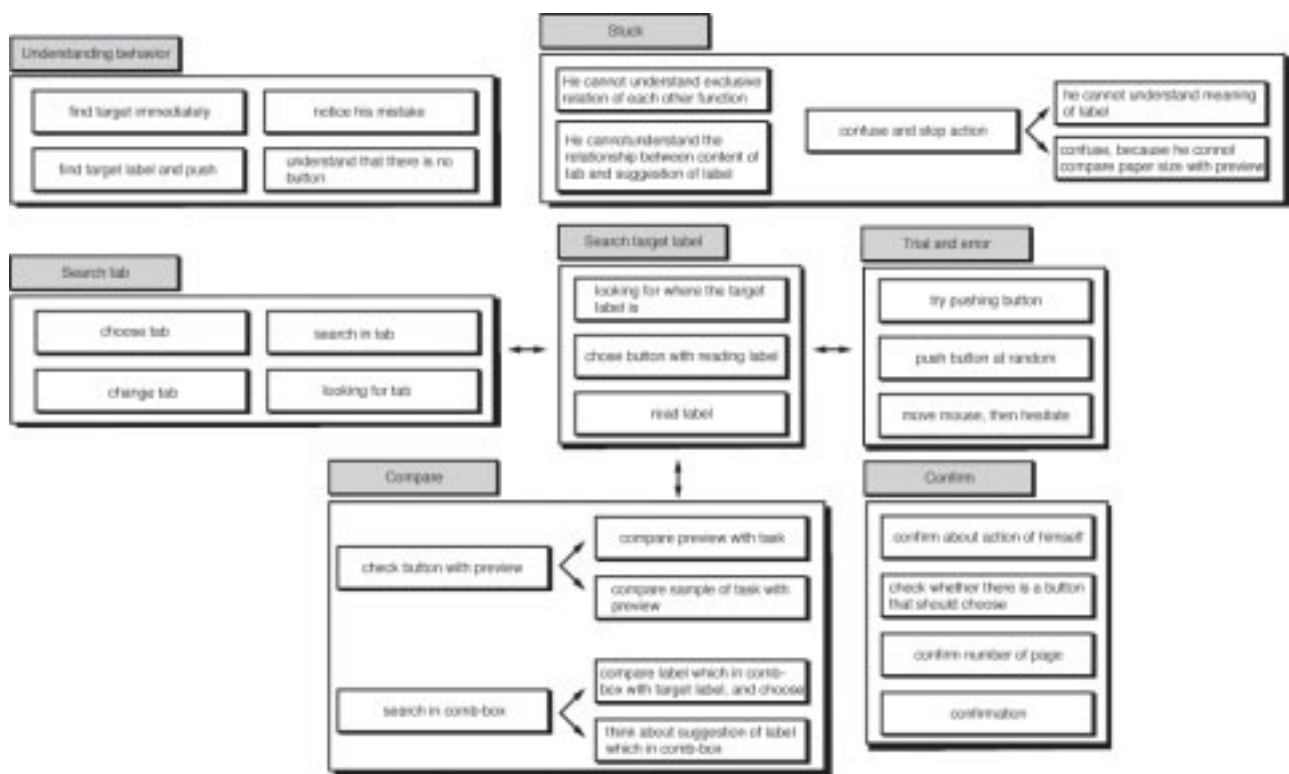 Understanding behavior
find target immediately
notice his mistake
find target label and push
understand that there is no
button
Stuck
He cannot understand exclusive
relation of each other function
He cannotunderstand the
relationship between content of
tab and suggestion of label
confuse and stop action
he cannot understand meaning
of label
confuse, because he connot
compare paper size with preview
Search tab
choose tab
search in tab
change tab
looking for tab
Search target label
looking for where the target
label is
chose button with reading label
read label
Trial and error
try pushing button
push button at random
move mouse, then hesitate
Compare
check button with preview
compare preview with task
compare sample of task with
preview
search in comb-box
compare label which in comb-
box with target label, and choose
think about suggestion of label
which in comb-box
Confirm
confirm about action of himself
check whether there is a button
that should choose
confirm number of page
confirmation